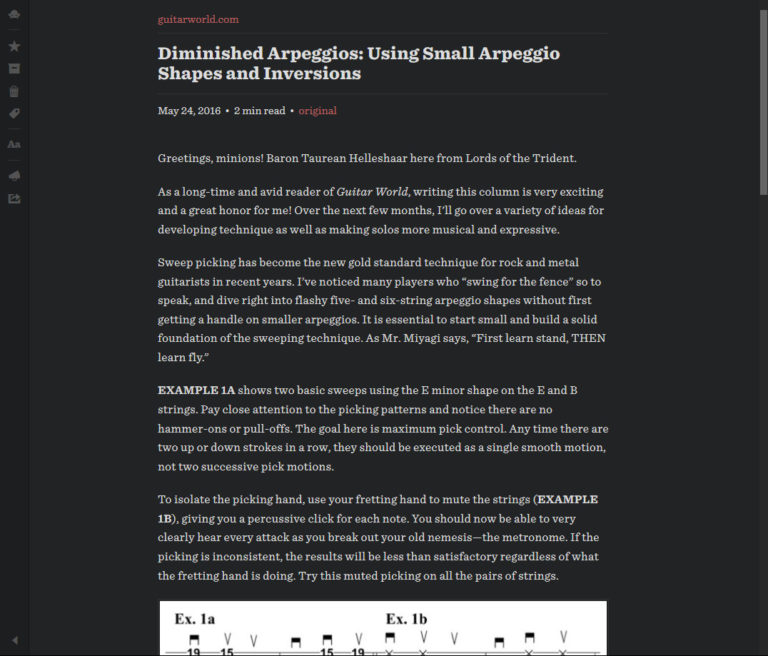 guitarworld.com
Diminished Arpeggios: Using Small Arpeggio
Shapes and Inversions
May 24, 2016 • 2 min read • original
Greetings, minions! Baron Taurean Helleshaar here from Lords of the Trident.
As a long-time and avid reader of Guitar World, writing this column is very exciting
and a great honor for me! Over the next few months, I'll go over a variety of ideas for
developing technique as well as making solos more musical and expressive.
Sweep picking has become the new gold standard technique for rock and metal
guitarists in recent years. I've noticed many players who “swing for the fence” so to
speak, and dive right into flashy five- and six-string arpeggio shapes without first
getting a handle on smaller arpeggios. It is essential to start small and build a solid
foundation of the sweeping technique. As Mr. Miyagi says, “First learn stand, THEN
learn fly.”
EXAMPLE 1A shows two basic sweeps using the E minor shape on the E and B
strings. Pay close attention to the picking patterns and notice there are no
hammer-ons or pull-offs. The goal here is maximum pick control. Any time there are
two up or down strokes in a row, they should be executed as a single smooth motion,
not two successive pick motions.
To isolate the picking hand, use your fretting hand to mute the strings (EXAMPLE
1B), giving you a percussive click for each note. You should now be able to very
clearly hear every attack as you break out your old nemesis—the metronome. If the
picking is inconsistent, the results will be less than satisfactory regardless of what
the fretting hand is doing. Try this muted picking on all the pairs of strings.
Aa
Ex. 1a Ex. 1b
19 15 15 19